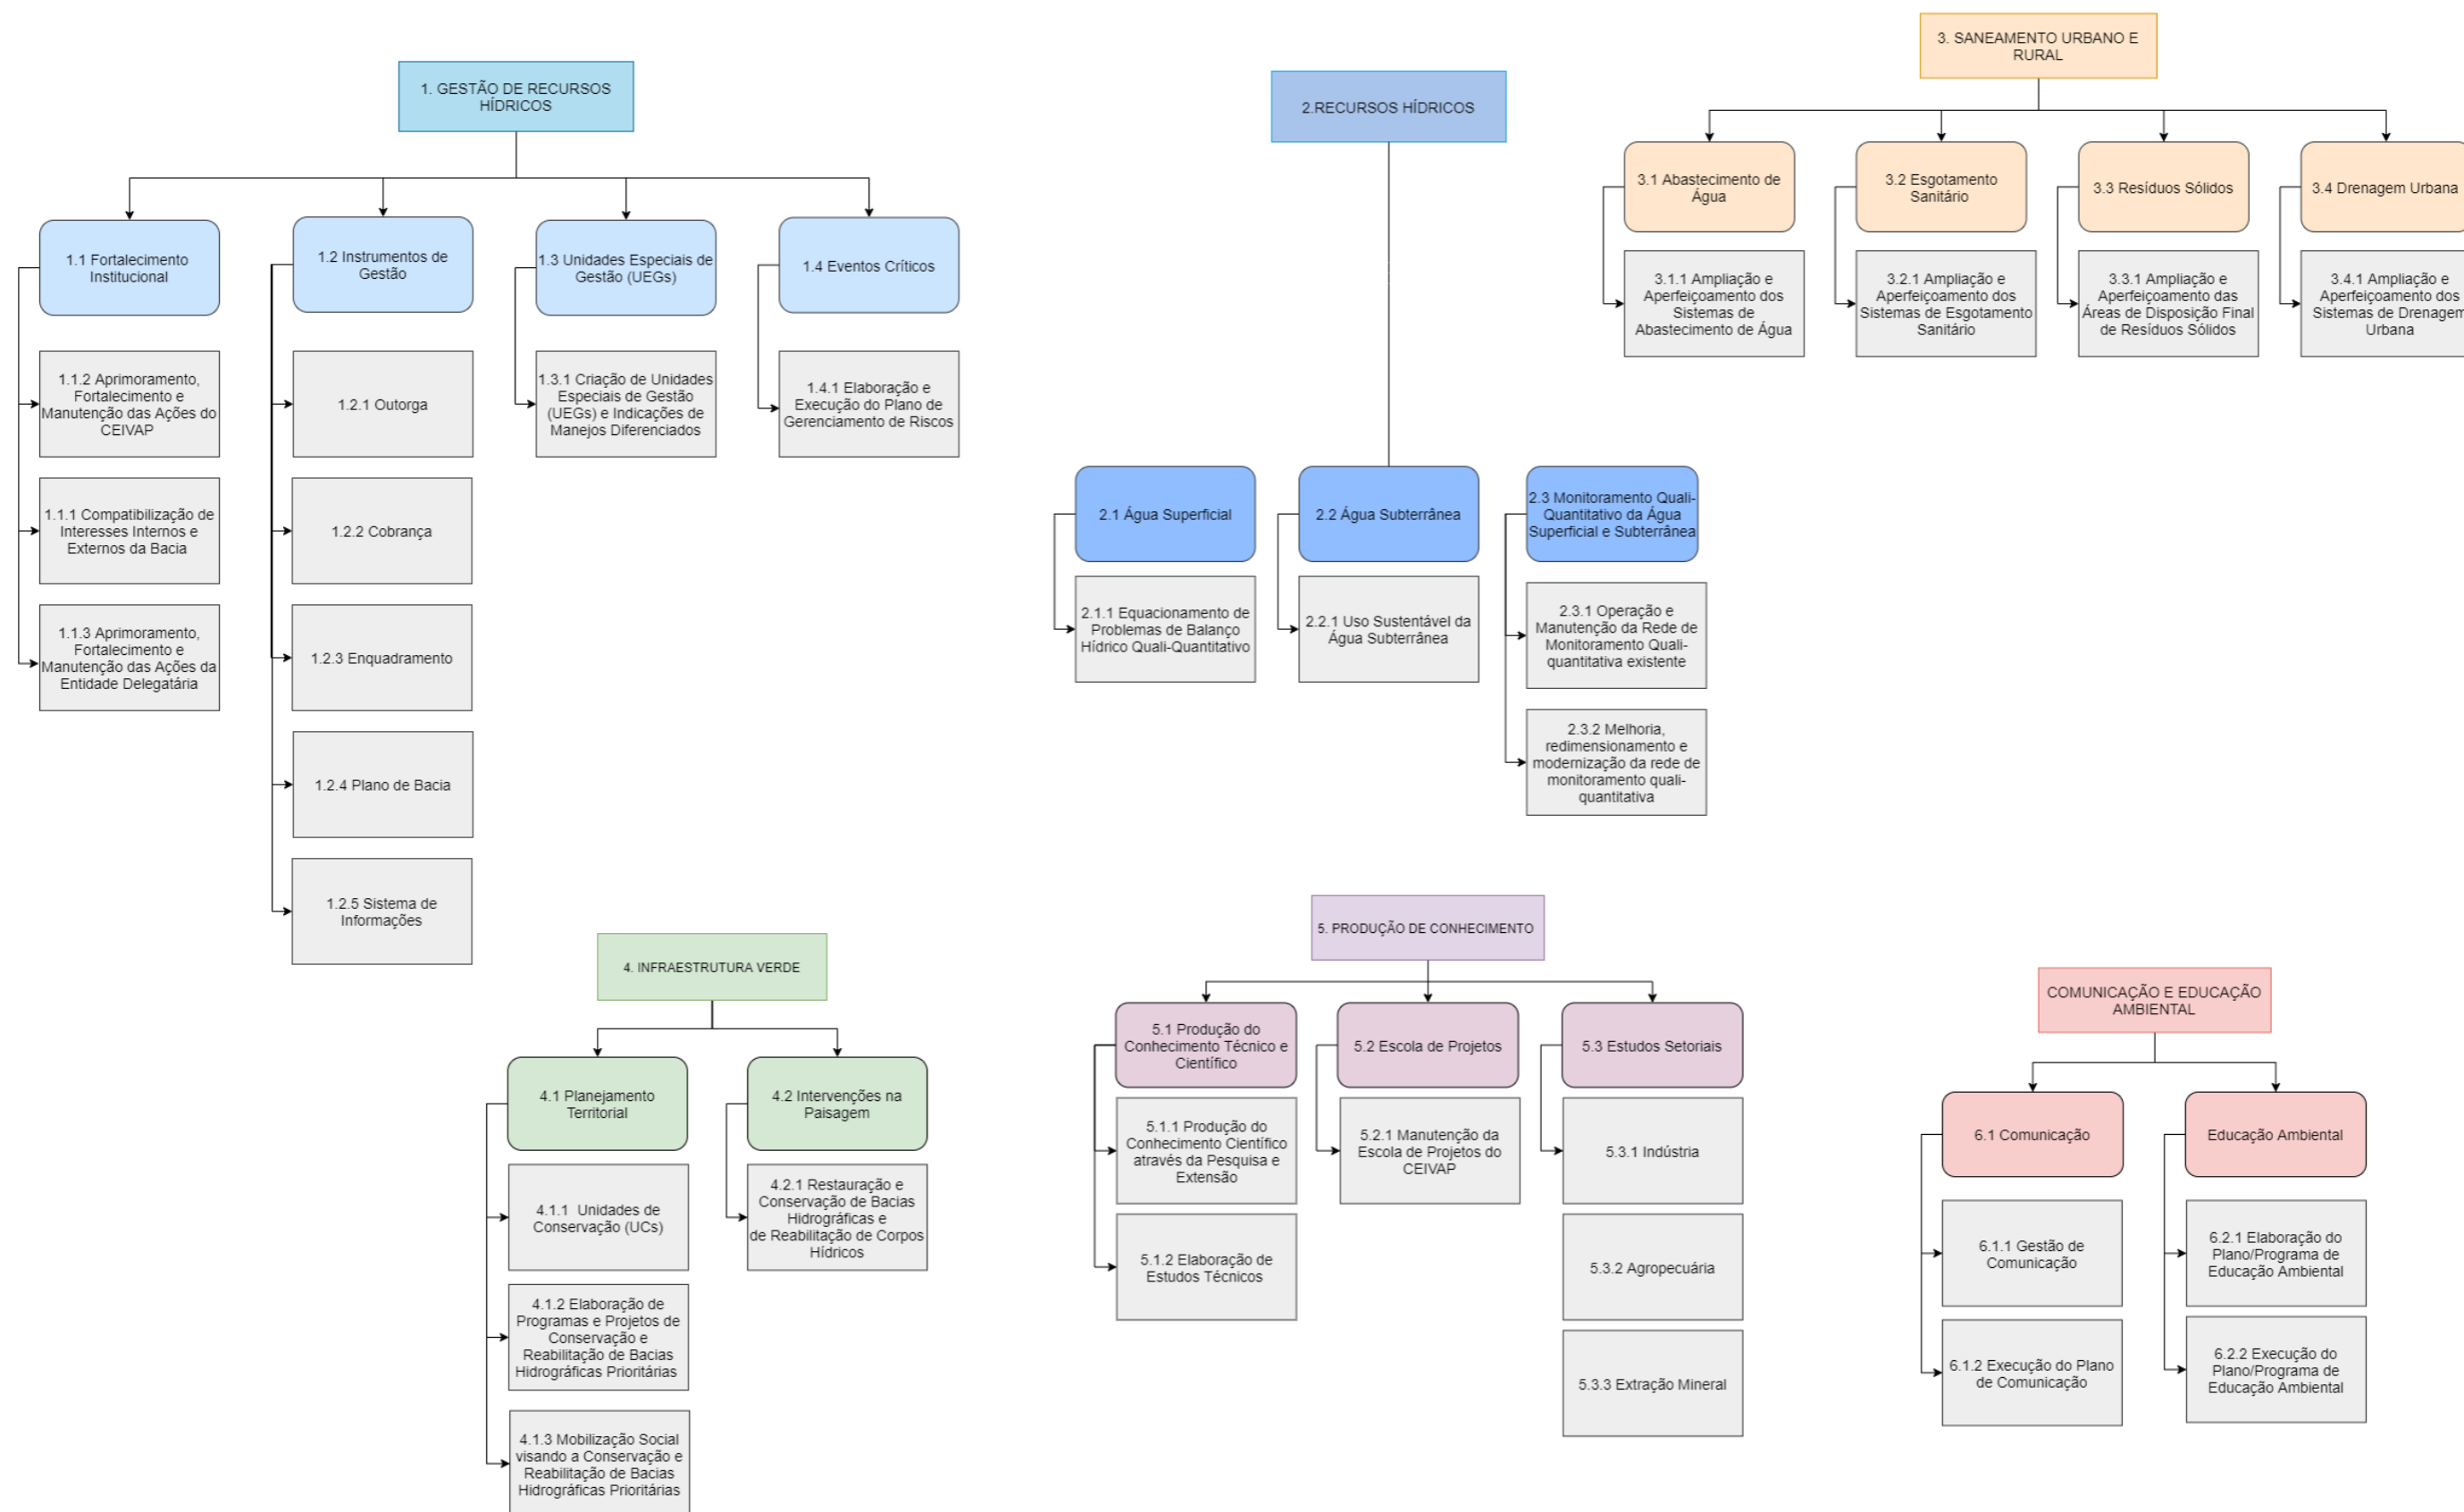 1. GESTÃO DE RECURSOS
HÍDRICOS
1.1 Fortalecimento
Institucional
1.1.2 Aprimoramento,
Fortalecimento e
Manutenção das Ações do
CEIVAP
1.1.1 Compatibilização de
Interesses Internos e
Externos da Bacia
1.1.3 Aprimoramento,
Fortalecimento e
Manutenção das Ações da
Entidade Delegatária
1.2 Instrumentos de
Gestão
1.2.1 Outorga
1.2.2 Cobrança
1.2.3 Enquadramento
1.2.4 Plano de Bacia
1.2.5 Sistema de
Informações
1.3 Unidades Especiais de
Gestão (UEGs)
1.3.1 Criação de Unidades
Especiais de Gestão
(UEGs) e Indicações de
Manejos Diferenciados
1.4 Eventos Críticos
1.4.1 Elaboração e
Execução do Plano de
Gerenciamento de Riscos
2.RECURSOS HÍDRICOS
2.1 Água Superficial
2.1.1 Equacionamento de
Problemas de Balanço
Hídrico Quali-Quantitativo
2.2 Água Subterrânea
2.2.1 Uso Sustentável da
Água Subterrânea
2.3 Monitoramento Quali-
Quantitativo da Água
Superficial e Subterrânea
2.3.1 Operação e
Manutenção da Rede de
Monitoramento Quali-
quantitativa existente
2.3.2 Melhoria,
redimensionamento e
modernização da rede de
monitoramento quali-
quantitativa
3. SANEAMENTO URBANO E
RURAL
3.1 Abastecimento de
Água
3.1.1 Ampliação e
Aperfeiçoamento dos
Sistemas de
Abastecimento de Água
3.2 Esgotamento
Sanitário
3.2.1 Ampliação e
Aperfeiçoamento dos
Sistemas de Esgotamento
Sanitário
3.3 Resíduos Sólidos
3.3.1 Ampliação e
Aperfeiçoamento das
Áreas de Disposição Final
de Resíduos Sólidos
3.4 Drenagem Urbana
3.4.1 Ampliação e
Aperfeiçoamento dos
Sistemas de Drenagem
Urbana
4. INFRAESTRUTURA VERDE
4.1 Planejamento
Territorial
4.1.1 Unidades de
Conservação (UCs)
4.1.2 Elaboração de
Programas e Projetos de
Conservação e
Reabilitação de Bacias
Hidrográficas Prioritárias
4.1.3 Mobilização Social
visando a Conservação e
Reabilitação de Bacias
Hidrográficas Prioritárias
4.2 Intervenções na
Paisagem
4.2.1 Restauração e
Conservação de Bacias
Hidrográficas e
de Reabilitação de Corpos
Hídricos
5. PRODUÇÃO DE CONHECIMENTO
5.1 Produção do
Conhecimento Técnico e
Científico
5.1.1 Produção do
Conhecimento Científico
através da Pesquisa e
Extensão
5.1.2 Elaboração de
Estudos Técnicos
5.2 Escola de Projetos
5.2.1 Manutenção da
Escola de Projetos do
CEIVAP
5.3 Estudos Setoriais
5.3.1 Indústria
5.3.2 Agropecuária
5.3.3 Extração Mineral
COMUNICAÇÃO E EDUCAÇÃO
AMBIENTAL
6.1 Comunicação
6.1.1 Gestão de
Comunicação
6.1.2 Execução do Plano
de Comunicação
Educação Ambiental
6.2.1 Elaboração do
Plano/Programa de
Educação Ambiental
6.2.2 Execução do
Plano/Programa de
Educação Ambiental